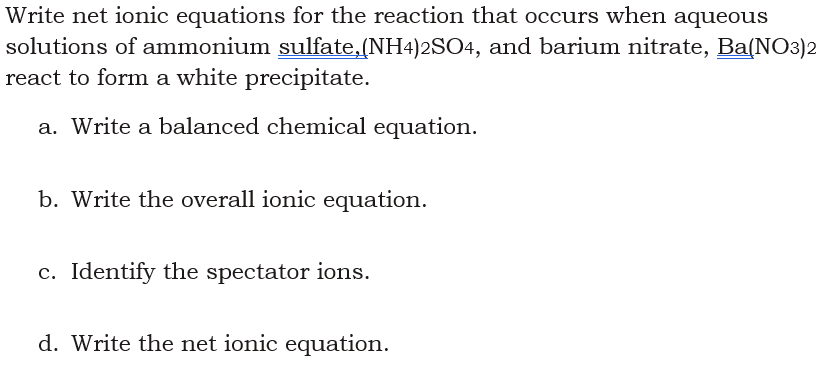 Write net ionic equations for the reaction that occurs when aqueous
solutions of ammonium sulfate,(NH4)2SO4, and barium nitrate, Ba(NO3)2
react to form a white precipitate.
a. Write a balanced chemical equation.
b. Write the overall ionic equation.
c. Identify the spectator ions.
d. Write the net ionic equation.